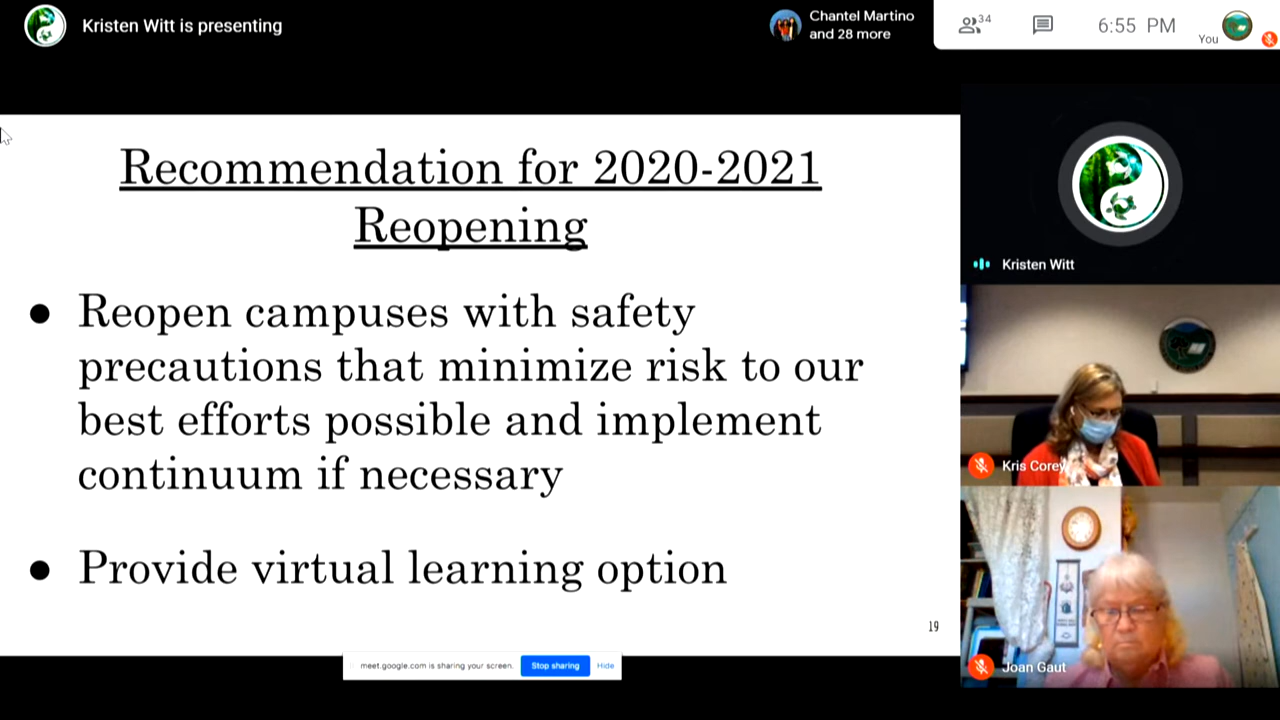 Kristen Witt is presenting
Chantel Martino
and 28 more
34
6:55 PM
You
Recommendation for 2020-2021
Reopening
● Reopen campuses with safety
precautions that minimize risk to our
best efforts possible and implement
continuum if necessary
● Provide virtual learning option
19
Kristen Witt
Kris Corey
Joan Gaut
meet.google.com is sharing your screen.
Stop sharing
Hide